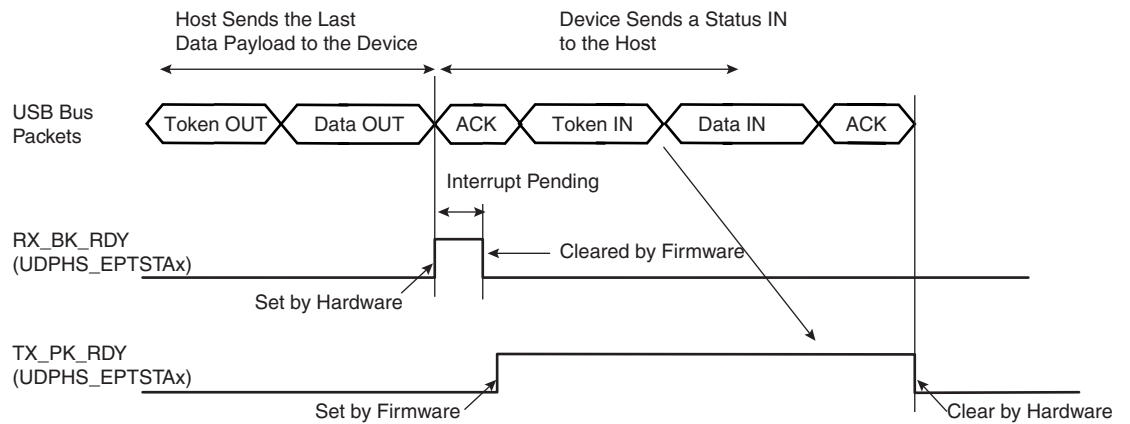 Host Sends the Last
Data Payload to the Device
Device Sends a Status IN
to the Host
USB Bus
Packets
Token OUT
Data OUT
ACK
Token IN
Data IN
ACK
Interrupt Pending
RX_BK_RDY
(UDPHS_EPTSTAx)
Cleared by Firmware
Set by Hardware
TX_PK_RDY
(UDPHS_EPTSTAx)
Set by Firmware
Clear by Hardware